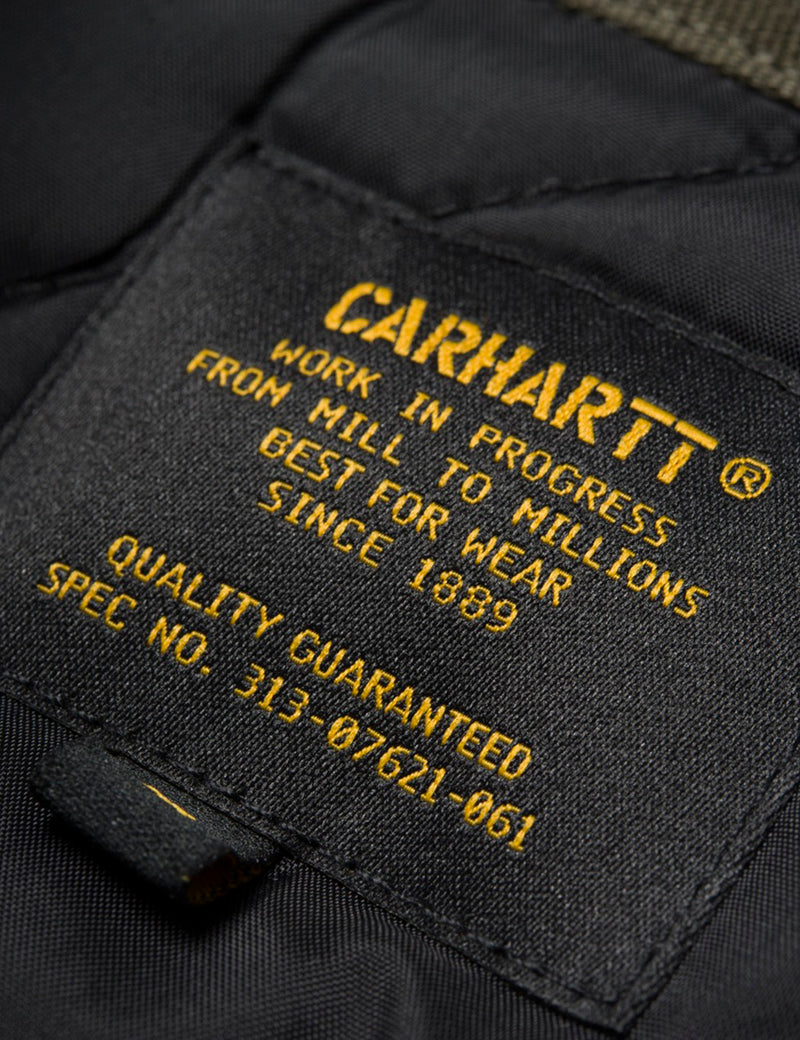 CARHARTT®
WORK IN PROGRESS
FROM MILL TO MILLIONS
BEST FOR WEAR
SINCE 1889
QUALITY GUARANTEED
SPEC NO. 313-07621-061